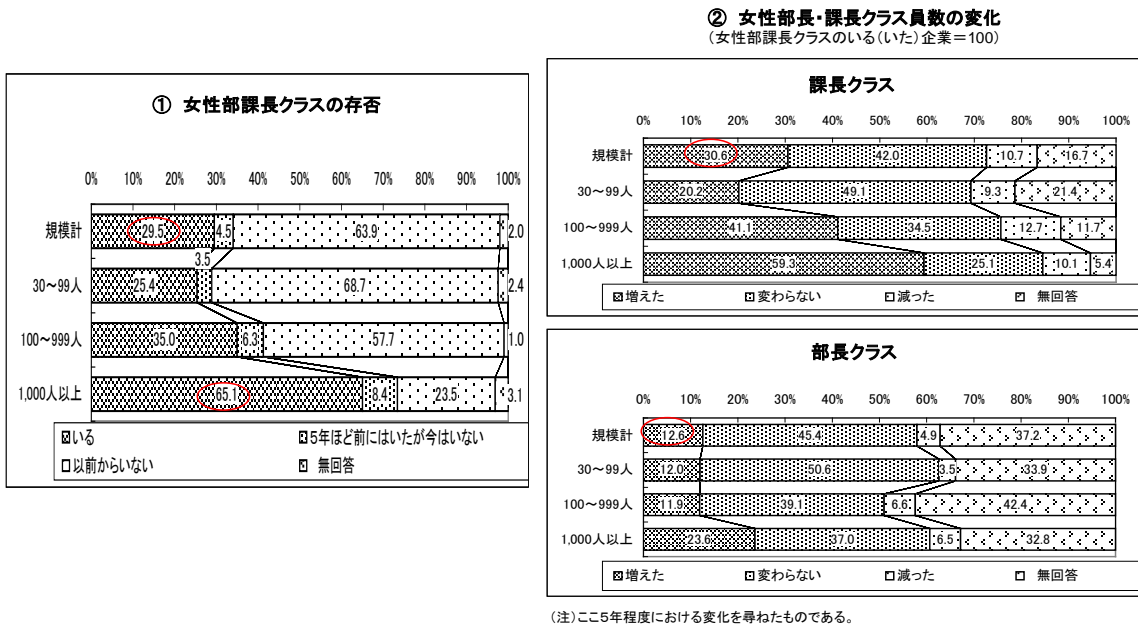 ① 女性部課長クラスの存否
0% 10% 20% 30% 40% 50% 60% 70% 80% 90% 100%
規模計 29.5 4.5 63.9 2.0
30～99人 25.4 3.5 68.7 2.4
100～999人 35.0 6.3 57.7 1.0
1,000人以上 65.1 8.4 23.5 3.1
いる 5年ほど前にはいたが今はいない
以前からいない 無回答
② 女性部長・課長クラス員数の変化
（女性部課長クラスのいる（いた）企業＝100）
課長クラス
0% 10% 20% 30% 40% 50% 60% 70% 80% 90% 100%
規模計 30.6 42.0 10.7 16.7
30～99人 20.2 49.1 9.3 21.4
100～999人 41.1 34.5 12.7 11.7
1,000人以上 59.3 25.1 10.1 5.4
増えた 変わらない 減った 無回答
部長クラス
0% 10% 20% 30% 40% 50% 60% 70% 80% 90% 100%
規模計 12.6 45.4 4.9 37.2
30～99人 12.0 50.6 3.5 33.9
100～999人 11.9 39.1 6.6 42.4
1,000人以上 23.6 37.0 6.5 32.8
増えた 変わらない 減った 無回答
（注）ここ5年程度における変化を尋ねたものである。